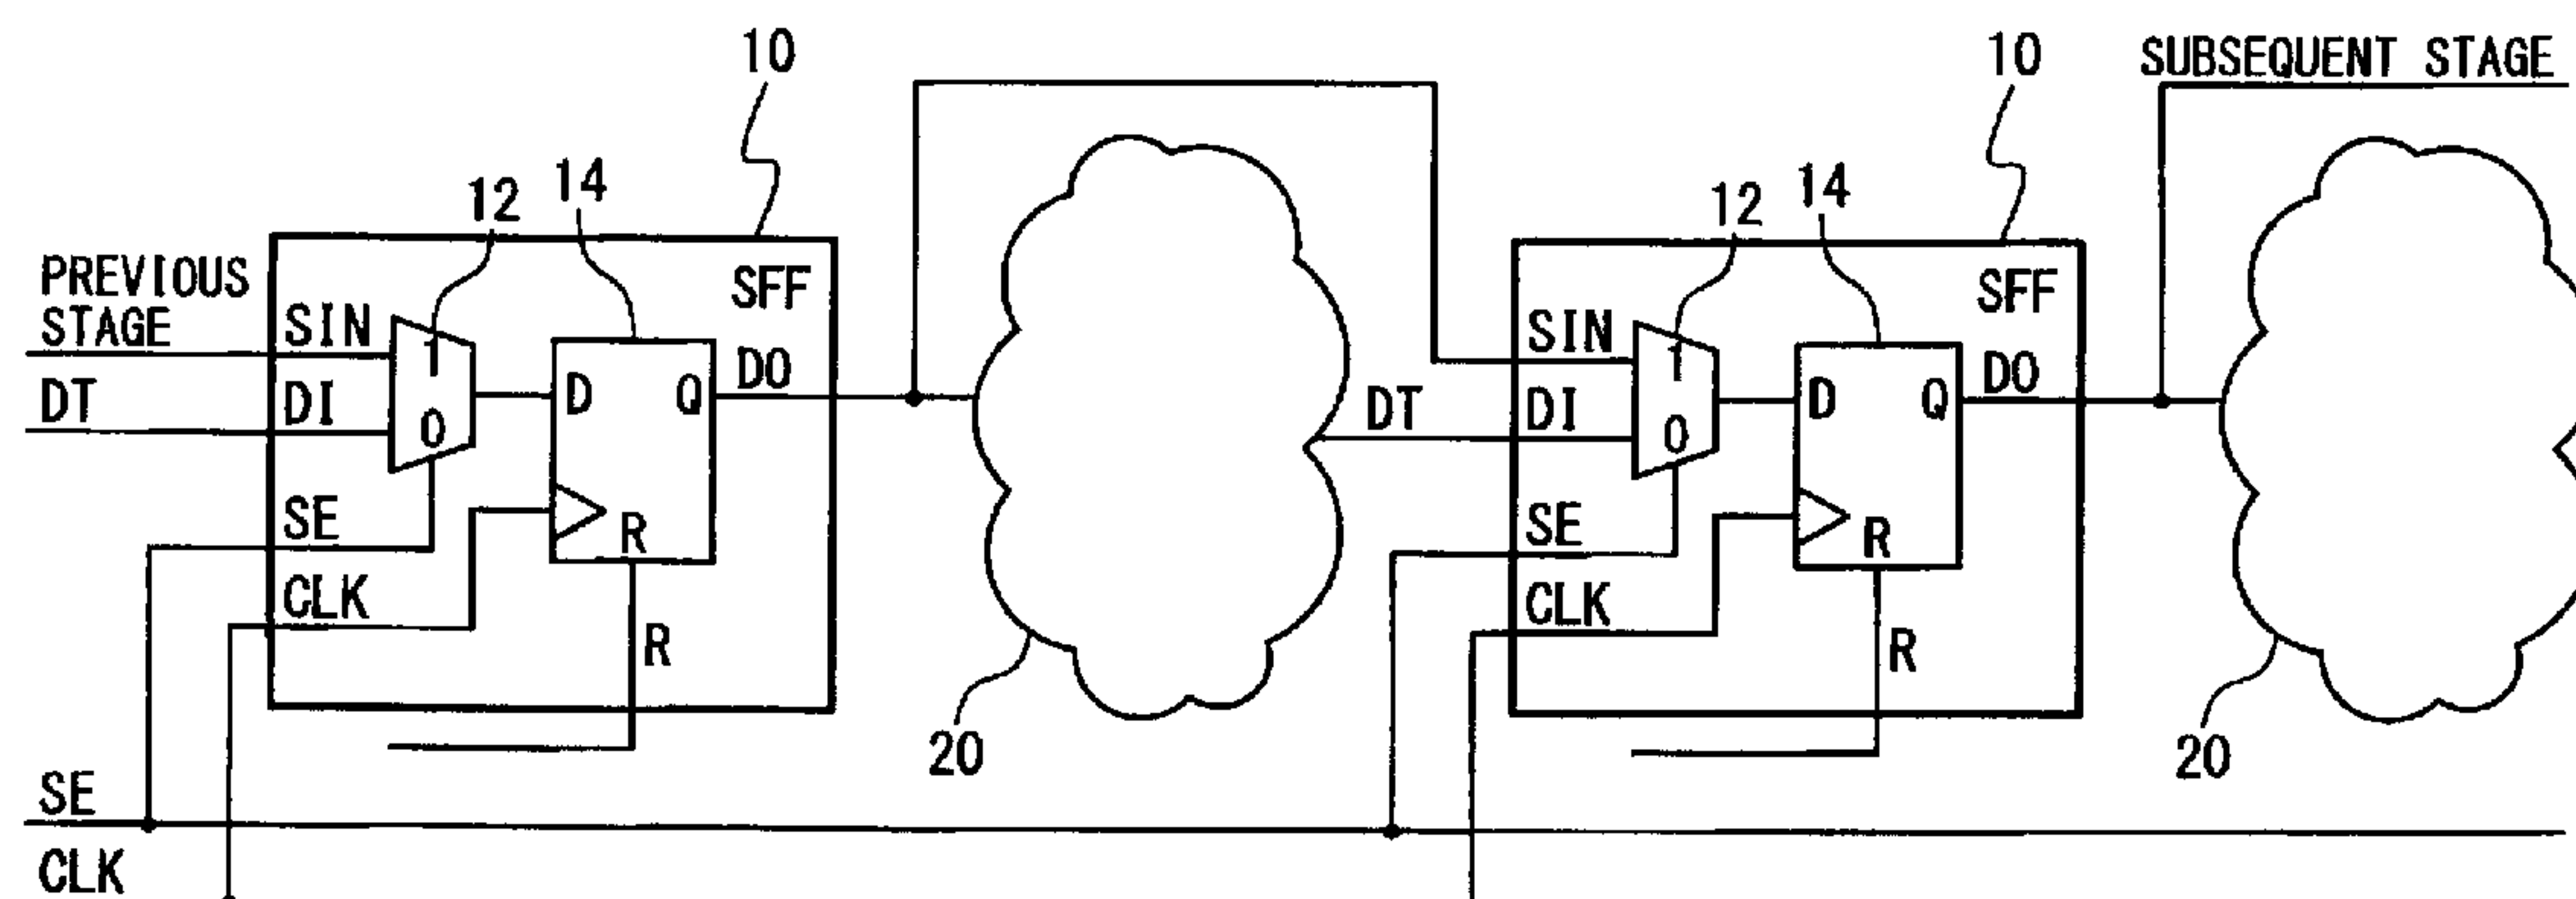 10
10
SUBSEQUENT STAGE
12
14
12
14
PREVIOUS
STAGE
SIN
1
SFF
DT
DI
0
D
Q
DO
SE
R
CLK
R
20
DT
SIN
1
SFF
DI
0
D
Q
DO
SE
R
CLK
R
20
SE
CLK